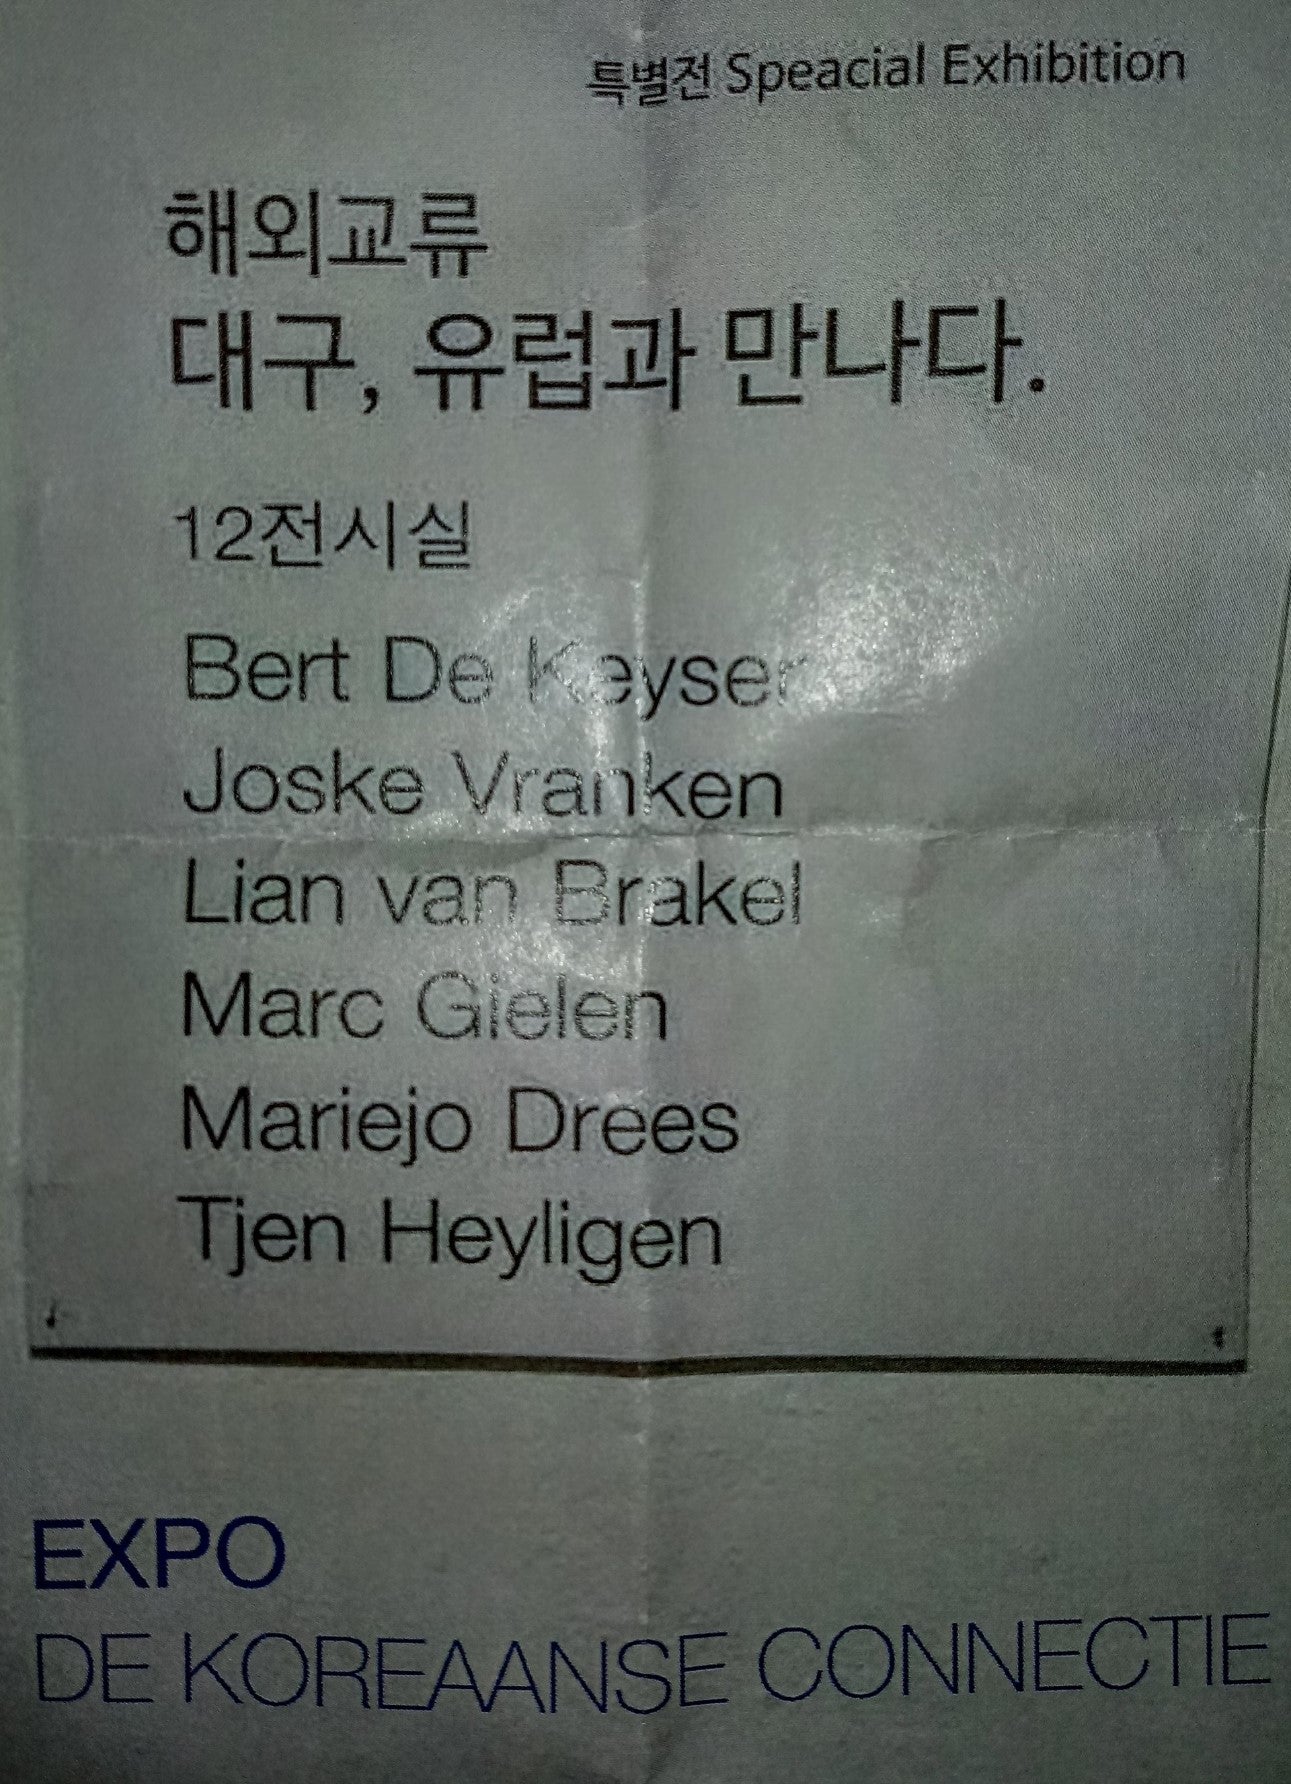 특별전 Speacial Exhibition
해외교류
대구, 유럽과 만나다.
12전시실
Bert De Keyser
Joske Vranken
Lian van Brakel
Marc Gielen
Mariejo Drees
Tjen Heyligen
EXPO
DE KOREAANSE CONNECTIE